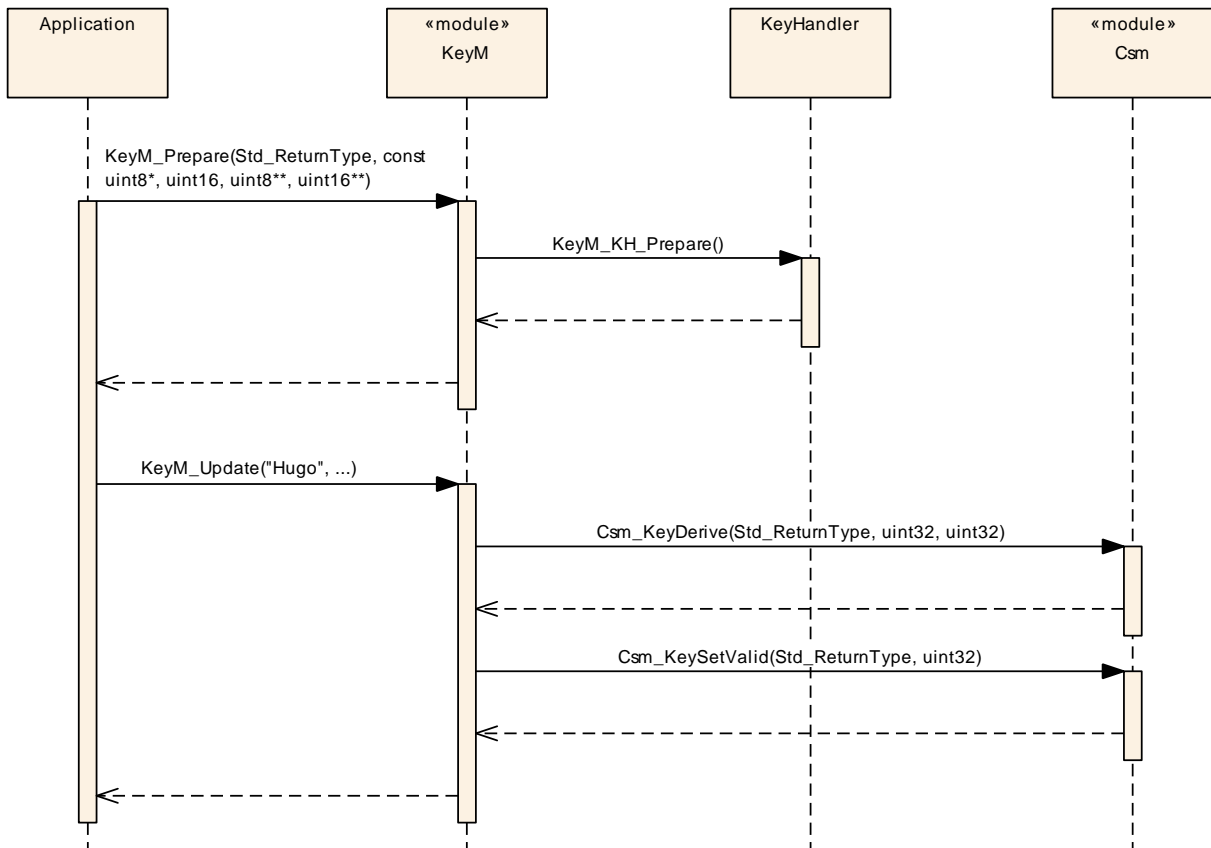 Application
«module»
KeyM
KeyHandler
«module»
Csm
KeyM_Prepare(Std_ReturnType, const
uint8*, uint16, uint8**, uint16**)
KeyM_KH_Prepare()
KeyM_Update("Hugo", ...)
Csm_KeyDerive(Std_ReturnType, uint32, uint32)
Csm_KeySetValid(Std_ReturnType, uint32)